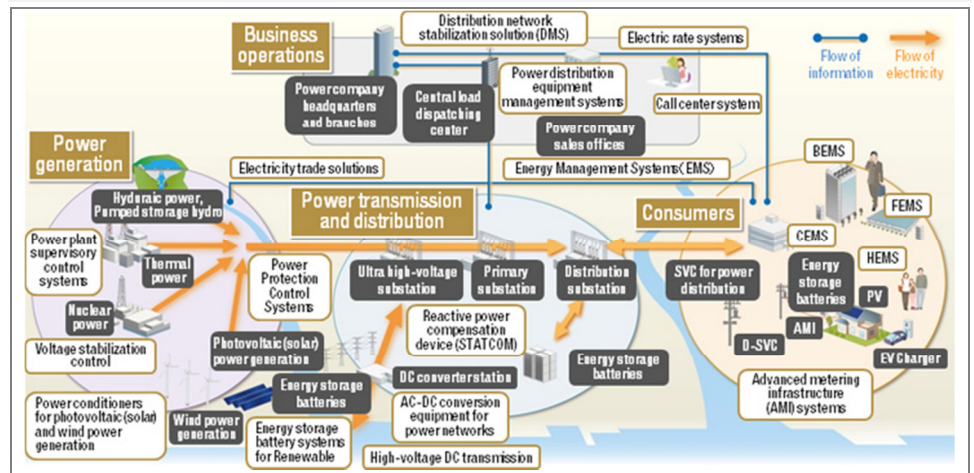 Business
operations
Distribution network
stabilization solution (DMS)
Electric rate systems
Flow of
information
Flow of
electricity
Power company
headquarters
and branches
Central load
dispatching
center
Power distribution
equipment
management systems
Call center system
Power company
sales offices
Power
generation
Electricity trade solutions
Energy Management Systems(EMS)
BEMS
FEMS
Hyduraic power,
Pumped storage hydro
Power transmission
and distribution
Consumers
CEMS
HEMS
Power plant
supervisory
control
systems
Thermal
power
Power
Protection
Control
Systems
Ultra high-voltage
substation
Primary
substation
Distribution
substation
SVC for power
distribution
Energy
storage
batteries
PV
Nuclear
power
Reactive power
compensation
device (STATCOM)
AMI
D-SVC
EV Charger
Voltage stabilization
control
Photovoltaic(solar)
power generation
DC converter station
Energy storage
batteries
Energy storage
batteries
Advanced metering
infrastructure
(AMI) systems
Power conditioners
for photovoltaic (solar)
and wind power
generation
Wind power
generation
Energy storage
battery systems
for Renewable
AC-DC conversion
equipment for
power networks
High-voltage DC transmission